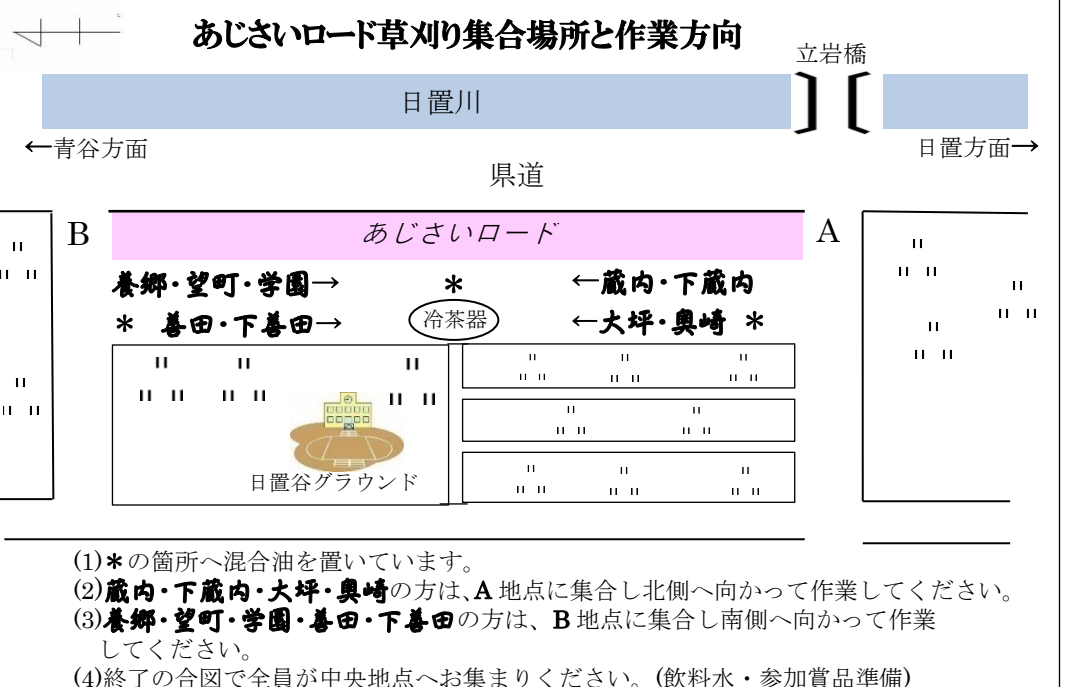 あじさいロード草刈り集合場所と作業方向
立岩橋
日置川
←青谷方面
日置方面→
県道
B
あじさいロード
A
養郷・望町・学園→
*
←蔵内・下蔵内
* 善田・下善田→
冷茶器
←大坪・奥崎 *
日置谷グラウンド
(1)*の箇所へ混合油を置いています。
(2)蔵内・下蔵内・大坪・奥崎の方は、A 地点に集合し北側へ向かって作業してください。
(3)養郷・望町・学園・善田・下善田の方は、B 地点に集合し南側へ向かって作業
してください。
(4)終了の合図で全員が中央地点へお集まりください。(飲料水・参加賞品準備)